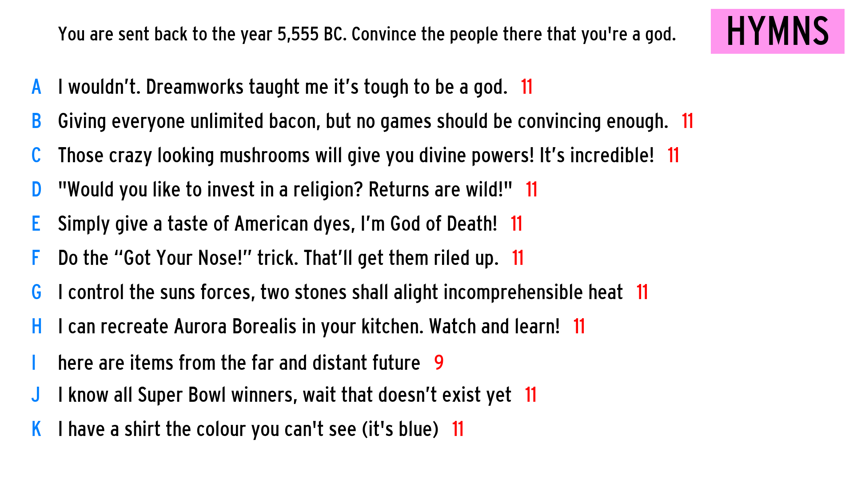 You are sent back to the year 5,555 BC. Convince the people there that you're a god.
HYMNS
A I wouldn't. Dreamworks taught me it's tough to be a god. 11
B Giving everyone unlimited bacon, but no games should be convincing enough. 11
C Those crazy looking mushrooms will give you divine powers! It's incredible! 11
D "Would you like to invest in a religion? Returns are wild!" 11
E Simply give a taste of American dyes, I'm God of Death! 11
F Do the “Got Your Nose!” trick. That'll get them riled up. 11
G I control the suns forces, two stones shall alight incomprehensible heat 11
H I can recreate Aurora Borealis in your kitchen. Watch and learn! 11
I here are items from the far and distant future 9
J I know all Super Bowl winners, wait that doesn't exist yet 11
K I have a shirt the colour you can't see (it's blue) 11